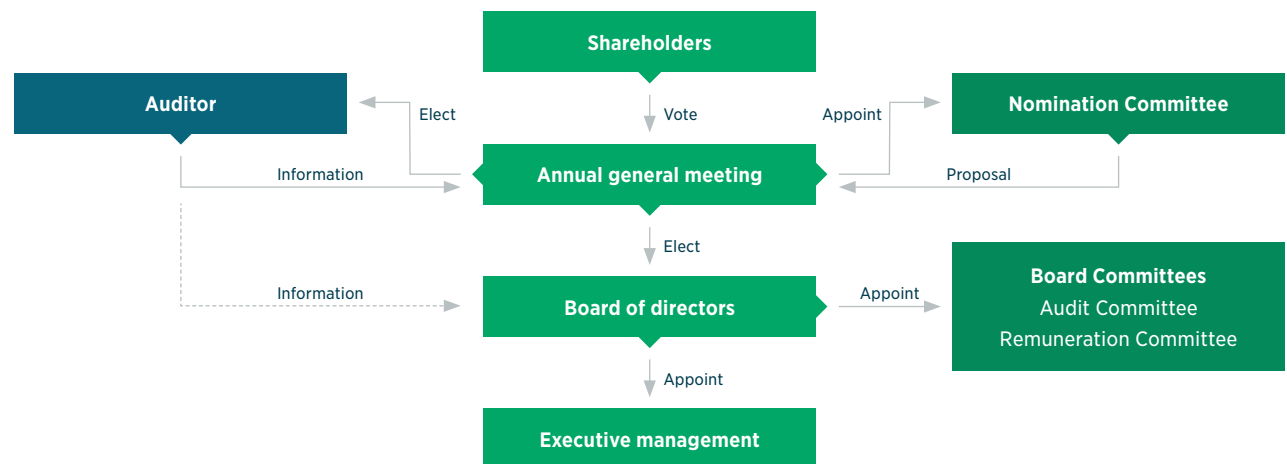 Shareholders
Auditor
Nomination Committee
Elect
Vote
Appoint
Annual general meeting
Information
Proposal
Elect
Board Committees
Audit Committee
Remuneration Committee
Information
Board of directors
Appoint
Appoint
Executive management